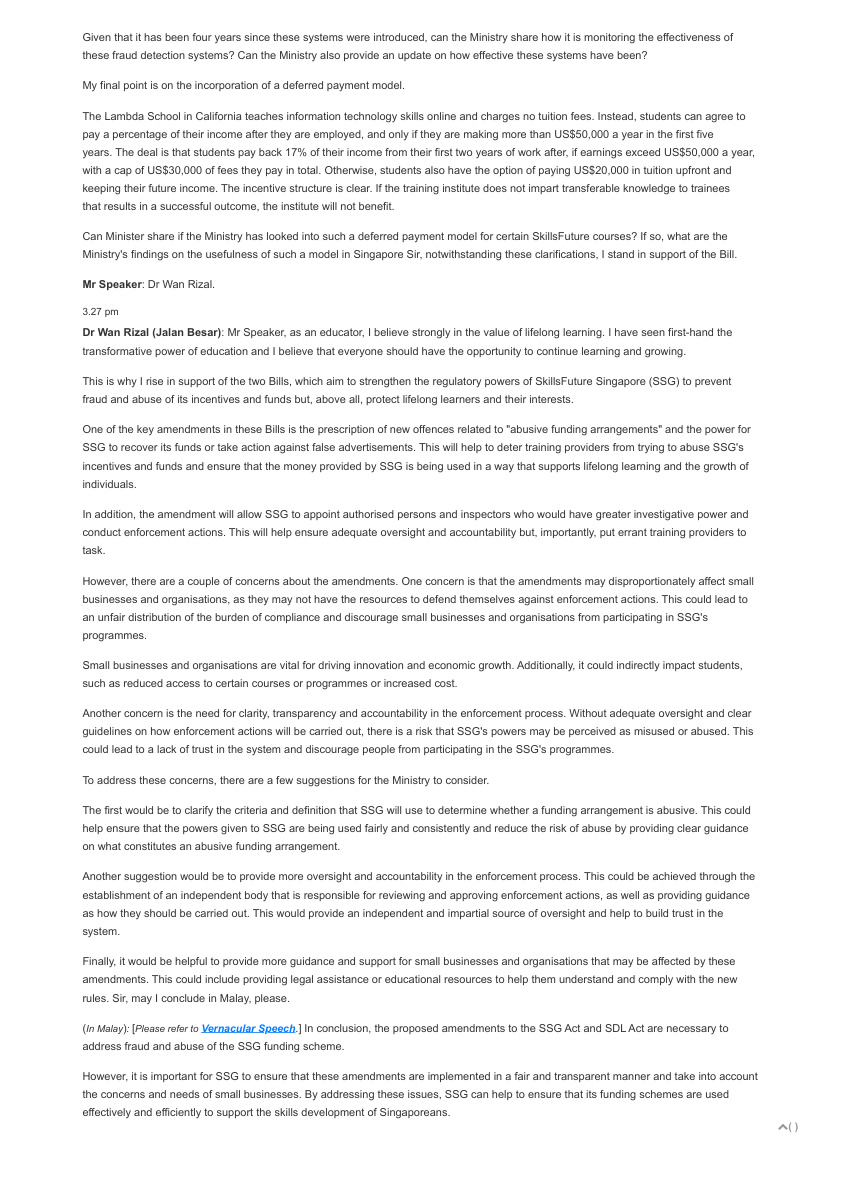 Given that it has been four years since these systems were introduced, can the Ministry share how it is monitoring the effectiveness of
these fraud detection systems? Can the Ministry also provide an update on how effective these systems have been?
My final point is on the incorporation of a deferred payment model.
The Lambda School in California teaches information technology skills online and charges no tuition fees. Instead, students can agree to
pay a percentage of their income after they are employed, and only if they are making more than US$50,000 a year in the first five
years. The deal is that students pay back 17% of their income from their first two years of work after, if earnings exceed US$50,000 a year,
with a cap of US$30,000 of fees they pay in total. Otherwise, students also have the option of paying US$20,000 in tuition upfront and
keeping their future income. The incentive structure is clear. If the training institute does not impart transferable knowledge to trainees
that results in a successful outcome, the institute will not benefit.
Can Minister share if the Ministry has looked into such a deferred payment model for certain SkillsFuture courses? If so, what are the
Ministry's findings on the usefulness of such a model in Singapore Sir, notwithstanding these clarifications, I stand in support of the Bill.
Mr Speaker: Dr Wan Rizal.
3.27 pm
Dr Wan Rizal (Jalan Besar): Mr Speaker, as an educator, I believe strongly in the value of lifelong learning. I have seen first-hand the
transformative power of education and I believe that everyone should have the opportunity to continue learning and growing.
This is why I rise in support of the two Bills, which aim to strengthen the regulatory powers of SkillsFuture Singapore (SSG) to prevent
fraud and abuse of its incentives and funds but, above all, protect lifelong learners and their interests.
One of the key amendments in these Bills is the prescription of new offences related to "abusive funding arrangements" and the power for
SSG to recover its funds or take action against false advertisements. This will help to deter training providers from trying to abuse SSG's
incentives and funds and ensure that the money provided by SSG is being used in a way that supports lifelong learning and the growth of
individuals.
In addition, the amendment will allow SSG to appoint authorised persons and inspectors who would have greater investigative power and
conduct enforcement actions. This will help ensure adequate oversight and accountability but, importantly, put errant training providers to
task.
However, there are a couple of concerns about the amendments. One concern is that the amendments may disproportionately affect small
businesses and organisations, as they may not have the resources to defend themselves against enforcement actions. This could lead to
an unfair distribution of the burden of compliance and discourage small businesses and organisations from participating in SSG's
programmes.
Small businesses and organisations are vital for driving innovation and economic growth. Additionally, it could indirectly impact students,
such as reduced access to certain courses or programmes or increased cost.
Another concern is the need for clarity, transparency and accountability in the enforcement process. Without adequate oversight and clear
guidelines on how enforcement actions will be carried out, there is a risk that SSG's powers may be perceived as misused or abused. This
could lead to a lack of trust in the system and discourage people from participating in the SSG's programmes.
To address these concerns, there are a few suggestions for the Ministry to consider.
The first would be to clarify the criteria and definition that SSG will use to determine whether a funding arrangement is abusive. This could
help ensure that the powers given to SSG are being used fairly and consistently and reduce the risk of abuse by providing clear guidance
on what constitutes an abusive funding arrangement.
Another suggestion would be to provide more oversight and accountability in the enforcement process. This could be achieved through the
establishment of an independent body that is responsible for reviewing and approving enforcement actions, as well as providing guidance
as how they should be carried out. This would provide an independent and impartial source of oversight and help to build trust in the
system.
Finally, it would be helpful to provide more guidance and support for small businesses and organisations that may be affected by these
amendments. This could include providing legal assistance or educational resources to help them understand and comply with the new
rules. Sir, may I conclude in Malay, please.
(In Malay): [Please refer to Vernacular Speech.] In conclusion, the proposed amendments to the SSG Act and SDL Act are necessary to
address fraud and abuse of the SSG funding scheme.
However, it is important for SSG to ensure that these amendments are implemented in a fair and transparent manner and take into account
the concerns and needs of small businesses. By addressing these issues, SSG can help to ensure that its funding schemes are used
effectively and efficiently to support the skills development of Singaporeans.
( )